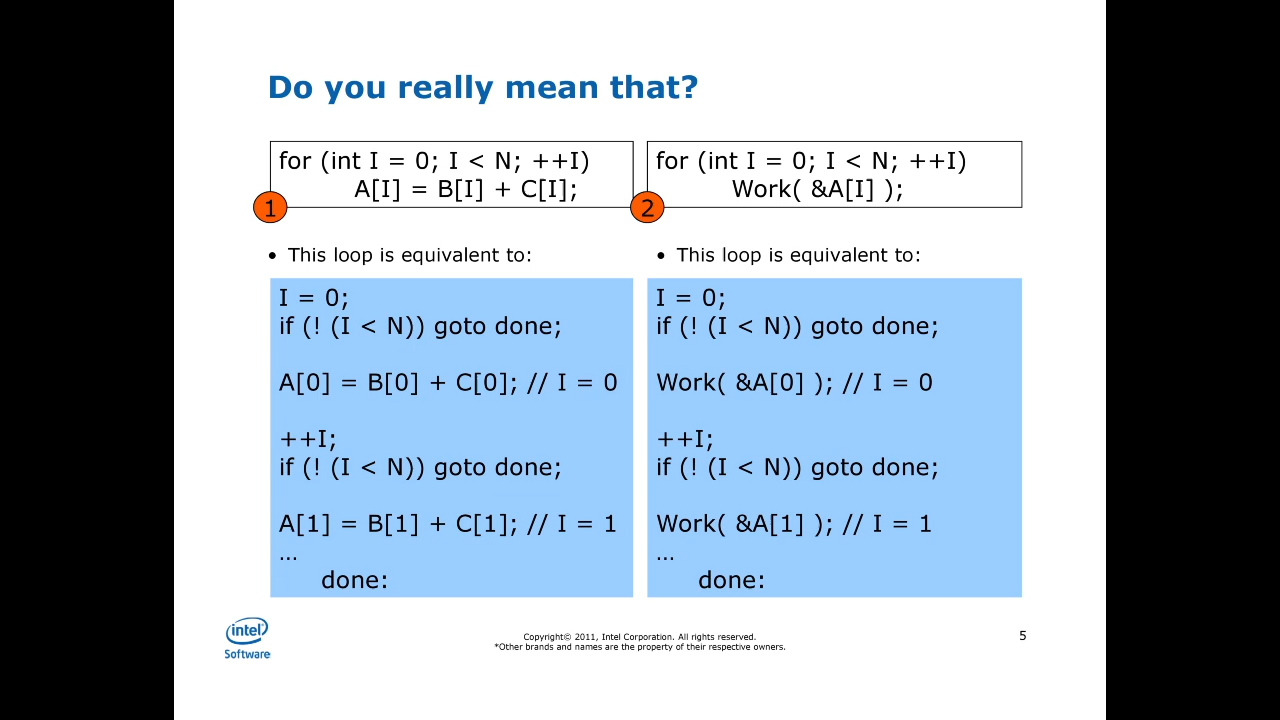 Do you really mean that?
for (int I = 0; I < N; ++I)
A[I] = B[I] + C[I];
1
for (int I = 0; I < N; ++I)
Work( &A[I] );
2
• This loop is equivalent to:
I = 0;
if (! (I < N)) goto done;
A[0] = B[0] + C[0]; // I = 0
++I;
if (! (I < N)) goto done;
A[1] = B[1] + C[1]; // I = 1
…
done:
• This loop is equivalent to:
I = 0;
if (! (I < N)) goto done;
Work( &A[0] ); // I = 0
++I;
if (! (I < N)) goto done;
Work( &A[1] ); // I = 1
…
done:
intel
Software
Copyright© 2011, Intel Corporation. All rights reserved.
*Other brands and names are the property of their respective owners.
5